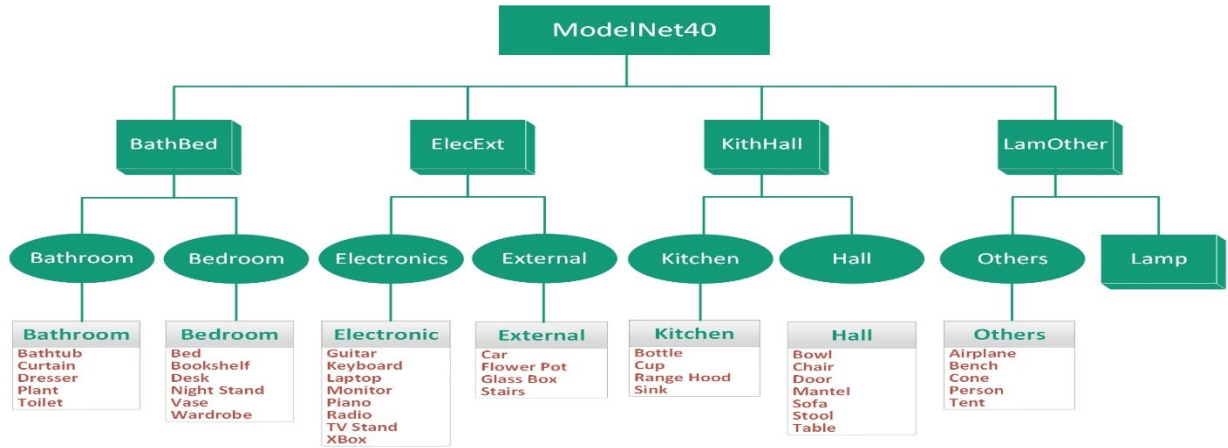 ModelNet40
BathBed
ElecExt
KithHall
LamOther
Bathroom
Bedroom
Electronics
External
Kitchen
Hall
Others
Lamp
Bathroom
Bathtub
Curtain
Dresser
Plant
Toilet
Bedroom
Bed
Bookshelf
Desk
Night Stand
Vase
Wardrobe
Electronic
Guitar
Keyboard
Laptop
Monitor
Piano
Radio
TV Stand
XBox
External
Car
Flower Pot
Glass Box
Stairs
Kitchen
Bottle
Cup
Range Hood
Sink
Hall
Bowl
Chair
Door
Mantel
Sofa
Stool
Table
Others
Airplane
Bench
Cone
Person
Tent